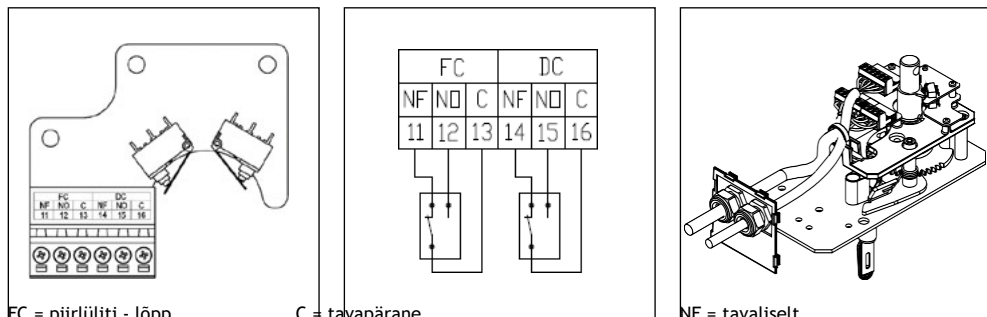 FC DC
NF NO C NF NO C
11 12 13 14 15 16
FC DC
NF NO C NF NO C
11 12 13 14 15 16
FC = piirlüliti - lõpp C = tavapärane NF = tavaliselt